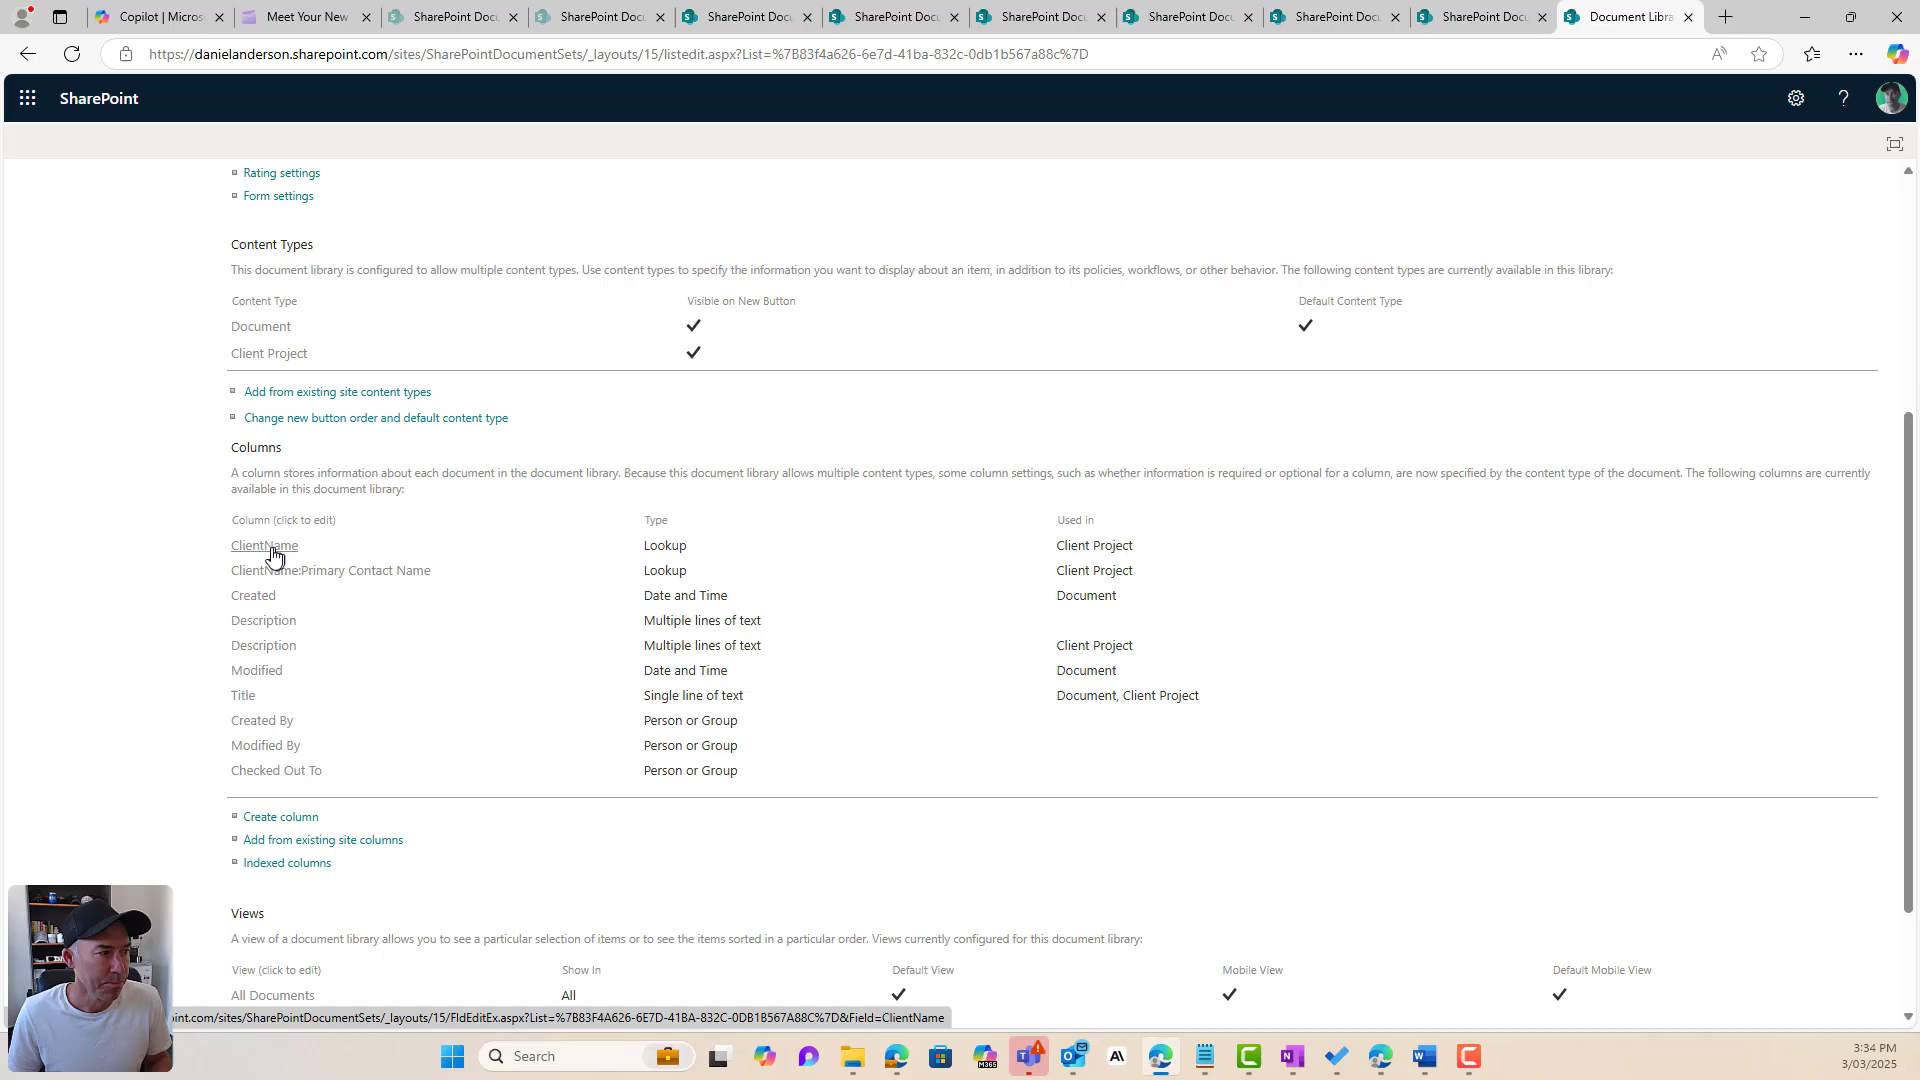 Copilot | Micros
Meet Your New
SharePoint Docu
SharePoint Docu
SharePoint Docu
SharePoint Docu
SharePoint Docu
SharePoint Docu
SharePoint Docu
SharePoint Docu
Document Libra
https://danielanderson.sharepoint.com/sites/SharePointDocumentSets/_layouts/15/listedit.aspx?List=%7B83f4a626-6e7d-41ba-832c-0db1b567a88c%7D
SharePoint
Rating settings
Form settings
Content Types
This document library is configured to allow multiple content types. Use content types to specify the information you want to display about an item, in addition to its policies, workflows, or other behavior. The following content types are currently available in this library:
Content Type Visible on New Button Default Content Type
Document
Client Project
Add from existing site content types
Change new button order and default content type
Columns
A column stores information about each document in the document library. Because this document library allows multiple content types, some column settings, such as whether information is required or optional for a column, are now specified by the content type of the document. The following columns are currently
available in this document library:
Column (click to edit) Type Used in
ClientName Lookup Client Project
ClientName:Primary Contact Name Lookup Client Project
Created Date and Time Document
Description Multiple lines of text
Description Multiple lines of text Client Project
Modified Date and Time Document
Title Single line of text Document, Client Project
Created By Person or Group
Modified By Person or Group
Checked Out To Person or Group
Create column
Add from existing site columns
Indexed columns
Views
A view of a document library allows you to see a particular selection of items or to see the items sorted in a particular order. Views currently configured for this document library:
View (click to edit) Show In Default View Mobile View Default Mobile View
All Documents All
oint.com/sites/SharePointDocumentSets/_layouts/15/FldEditEx.aspx?List=%7B83F4A626-6E7D-41BA-832C-0DB1B567A88C%7D&Field=ClientName
Search
M365
3:34 PM
3/03/2025